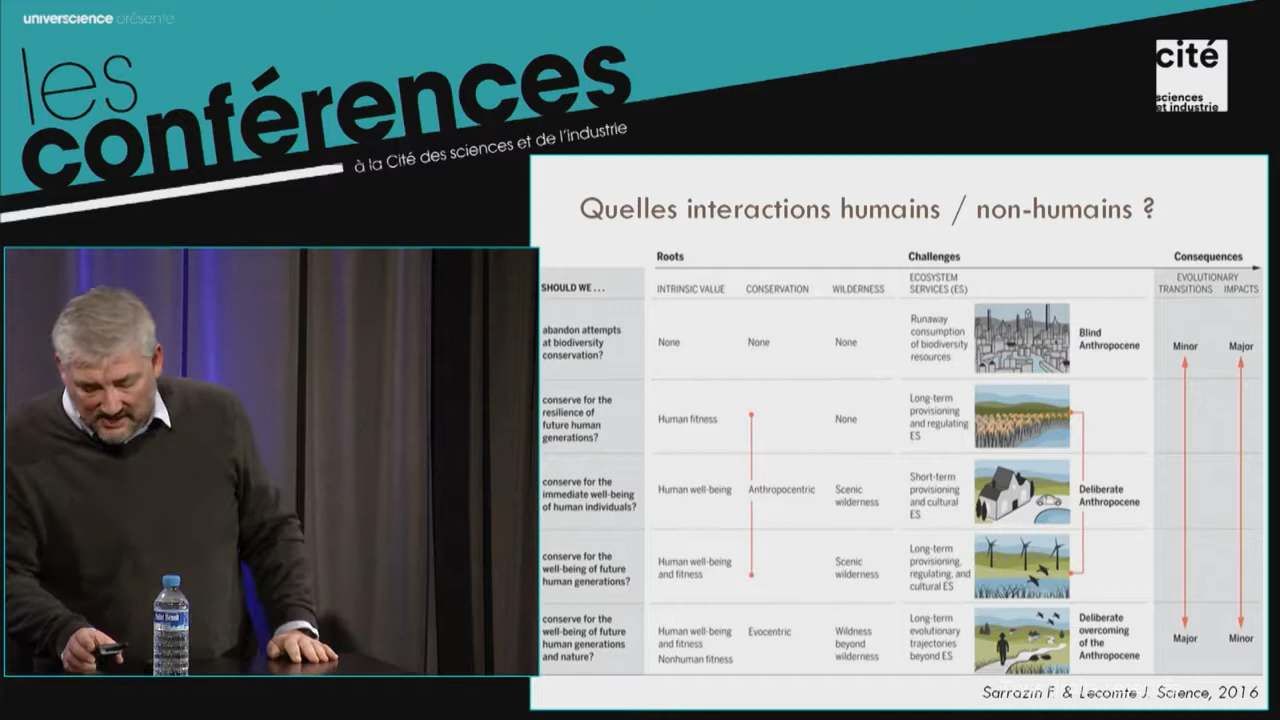 universcience présente
les
conférences
à la Cité des sciences et de l'industrie
cité
sciences
et industrie
Quelles interactions humains / non-humains ?
Roots Challenges Consequences
SHOULD WE ... INTRINSIC VALUE CONSERVATION WILDERNESS ECOSYSTEM SERVICES (ES) EVOLUTIONARY TRANSITIONS IMPACTS
abandon attempts
at biodiversity
conservation?
None None None
Runaway
consumption
of biodiversity
resources
Blind
Anthropocene
Minor Major
conserve for the
resilience of
future human
generations?
Human fitness None
Long-term
provisioning
and regulating
ES
conserve for the
immediate well-being
of human individuals?
Human well-being Anthropocentric
Scenic
wilderness
Short-term
provisioning
and cultural
ES
Deliberate
Anthropocene
conserve for the
well-being of future
human generations?
Human well-being
and fitness
Scenic
wilderness
Long-term
provisioning,
regulating, and
cultural ES
conserve for the
well-being of future
human generations
and nature?
Human well-being
and fitness
Nonhuman fitness
Evocentric
Wildness
beyond
wilderness
Long-term
evolutionary
trajectories
beyond ES
Deliberate
overcoming
of the
Anthropocene
Major Minor
Sarrazin F. & Lecomte J. Science, 2016